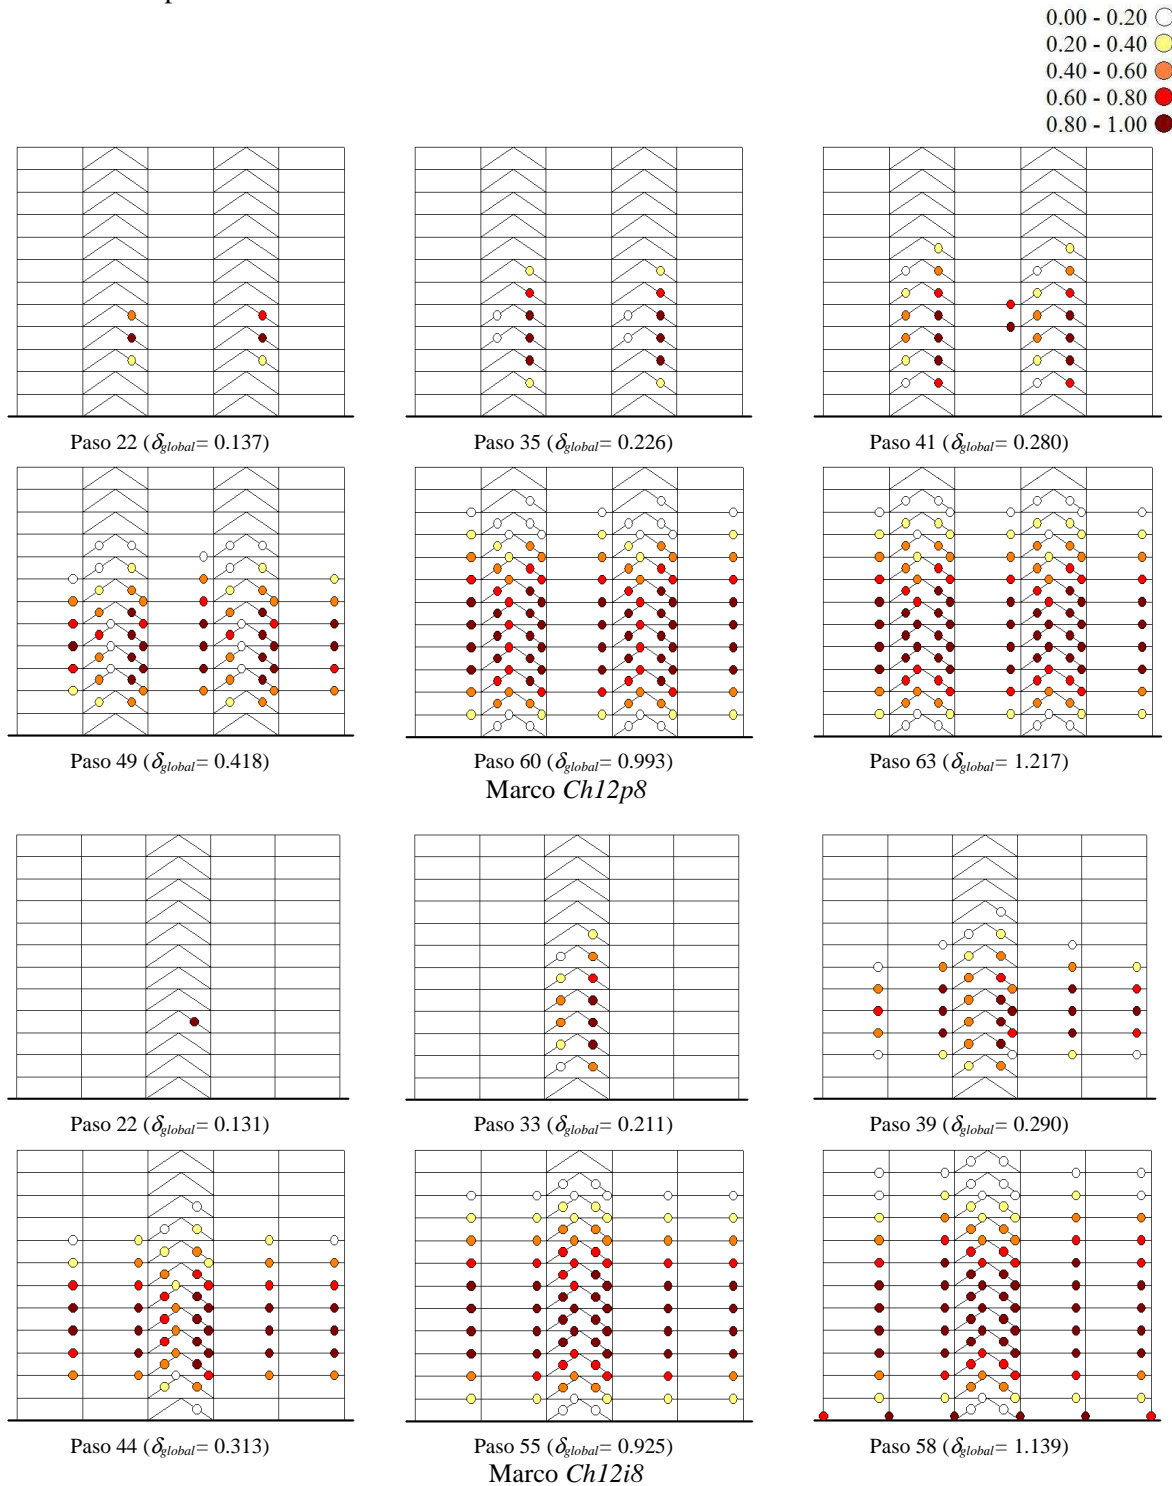 0.00 - 0.20
0.20 - 0.40
0.40 - 0.60
0.60 - 0.80
0.80 - 1.00
Paso 22 (δglobal= 0.137)
Paso 35 (δglobal= 0.226)
Paso 41 (δglobal= 0.280)
Paso 49 (δglobal= 0.418)
Paso 60 (δglobal= 0.993)
Paso 63 (δglobal= 1.217)
Marco Ch12p8
Paso 22 (δglobal= 0.131)
Paso 33 (δglobal= 0.211)
Paso 39 (δglobal= 0.290)
Paso 44 (δglobal= 0.313)
Paso 55 (δglobal= 0.925)
Paso 58 (δglobal= 1.139)
Marco Ch12i8